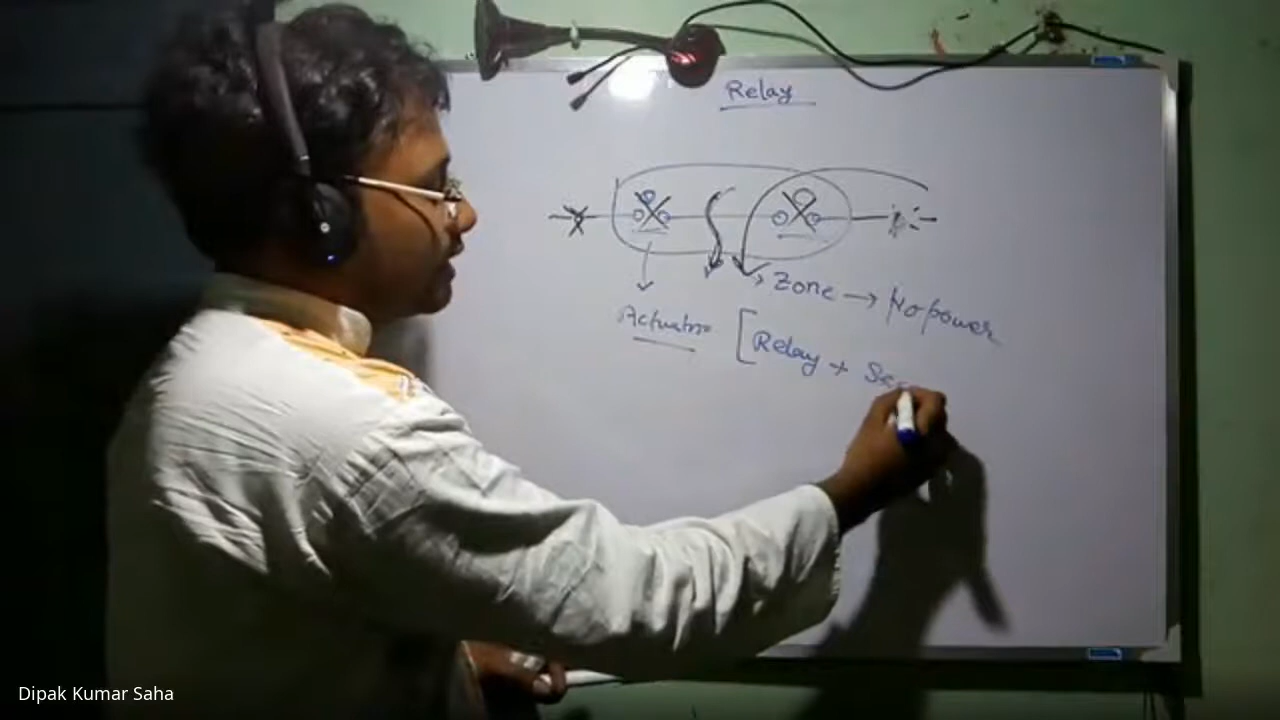 Relay
→ Zone → No power
Actuator [Relay + Se
Dipak Kumar Saha